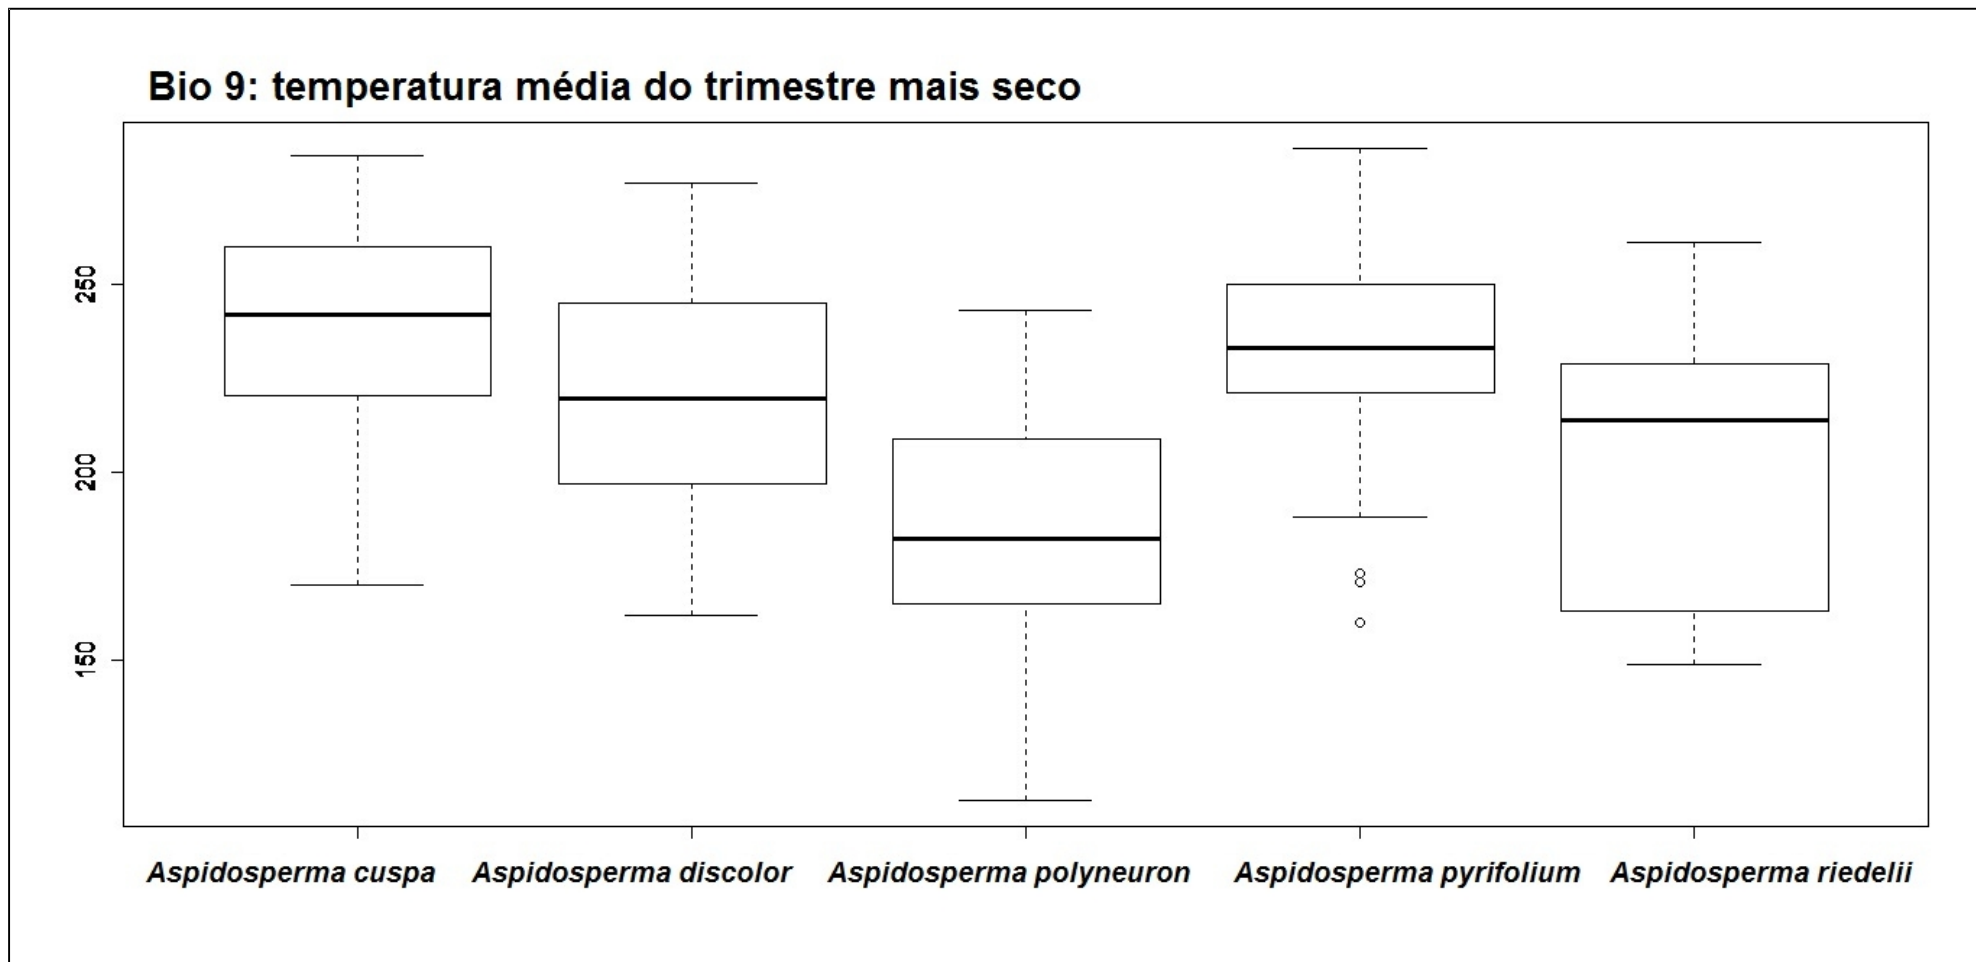 Bio 9: temperatura média do trimestre mais seco
250
200
150
Aspidosperma cuspa Aspidosperma discolor Aspidosperma polyneuron Aspidosperma pyrifolium Aspidosperma riedelii